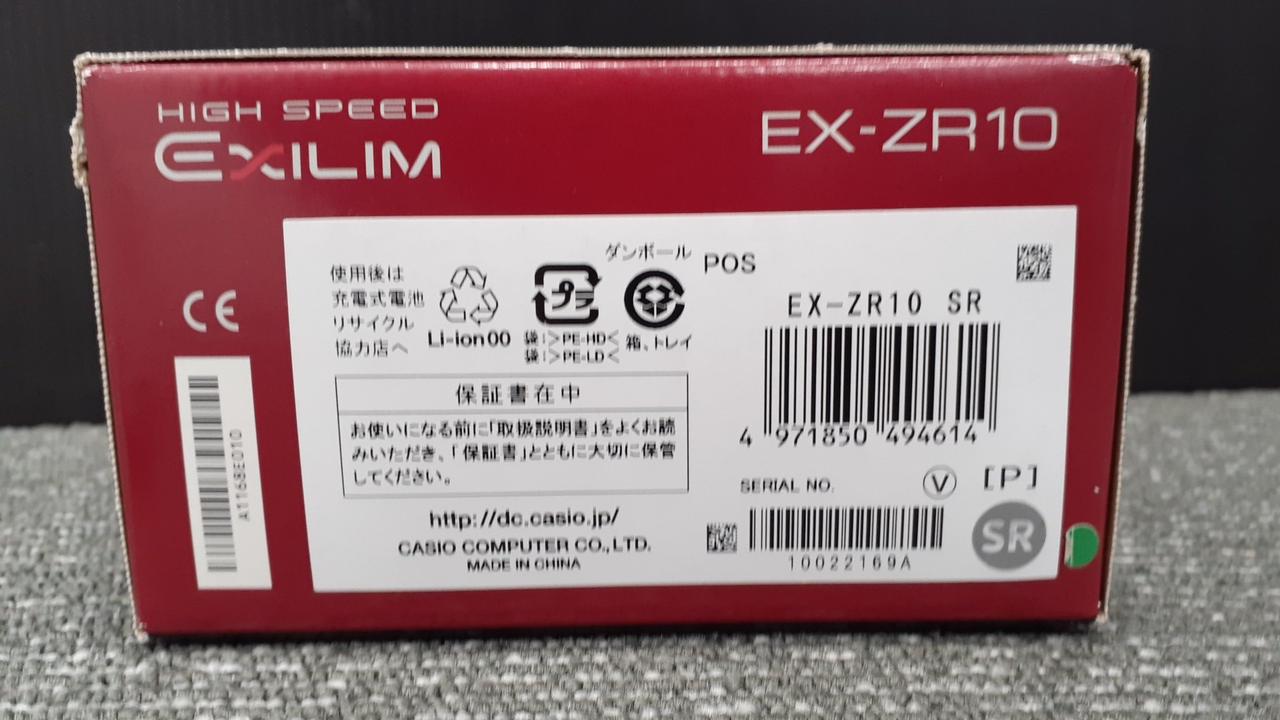 HIGH SPEED
EXILIM
EX-ZR10
CE
使用後は
充電式電池
リサイクル
協力店へ
Li-ion00
プラ
袋:>PE-HD<
袋:>PE-LD<
ダンボール
箱、トレイ
POS
EX-ZR10 SR
4 971850 494614
保証書在中
お使いになる前に「取扱説明書」をよくお読
みいただき、「保証書」とともに大切に保管
してください。
http://dc.casio.jp/
CASIO COMPUTER CO., LTD.
MADE IN CHINA
SERIAL NO.
V
[P]
SR
10022169A
A1168E010